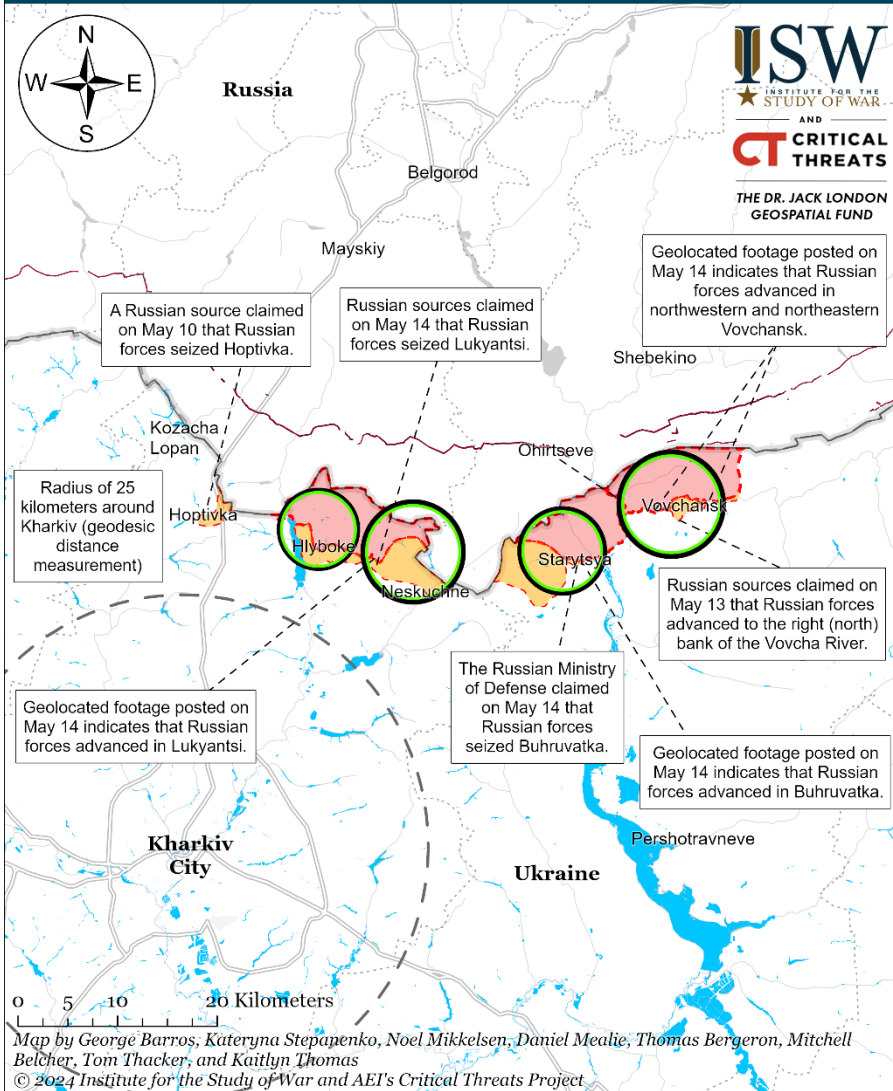 N
W E
S
Russia
ISW
INSTITUTE FOR THE
STUDY OF WAR
AND
CT CRITICAL
THREATS
THE DR. JACK LONDON
GEOSPATIAL FUND
Belgorod
Mayskiy
Geolocated footage posted on
May 14 indicates that Russian
forces advanced in
northwestern and northeastern
Vovchansk.
A Russian source claimed
on May 10 that Russian
forces seized Hoptivka.
Russian sources claimed
on May 14 that Russian
forces seized Lukyantsi.
Shebekino
Kozacha
Lopan
Ohirtseve
Radius of 25
kilometers around
Kharkiv (geodesic
distance
measurement)
Hoptivka
Vovchansk
Hlyboke
Starytsya
Neskuchne
Russian sources claimed
on May 13 that Russian
forces advanced to the right (north)
bank of the Vovcha River.
The Russian Ministry
of Defense claimed
on May 14 that
Russian forces
seized Buhruvatka.
Geolocated footage posted on
May 14 indicates that Russian
forces advanced in Lukyantsi.
Geolocated footage posted on
May 14 indicates that Russian
forces advanced in Buhruvatka.
Kharkiv
City
Ukraine
Pershotravneve
0 5 10 20 Kilometers
Map by George Barros, Kateryna Stepanenko, Noel Mikkelsen, Daniel Mealie, Thomas Bergeron, Mitchell
Belcher, Tom Thacker, and Kaitlyn Thomas
© 2024 Institute for the Study of War and AEI's Critical Threats Project